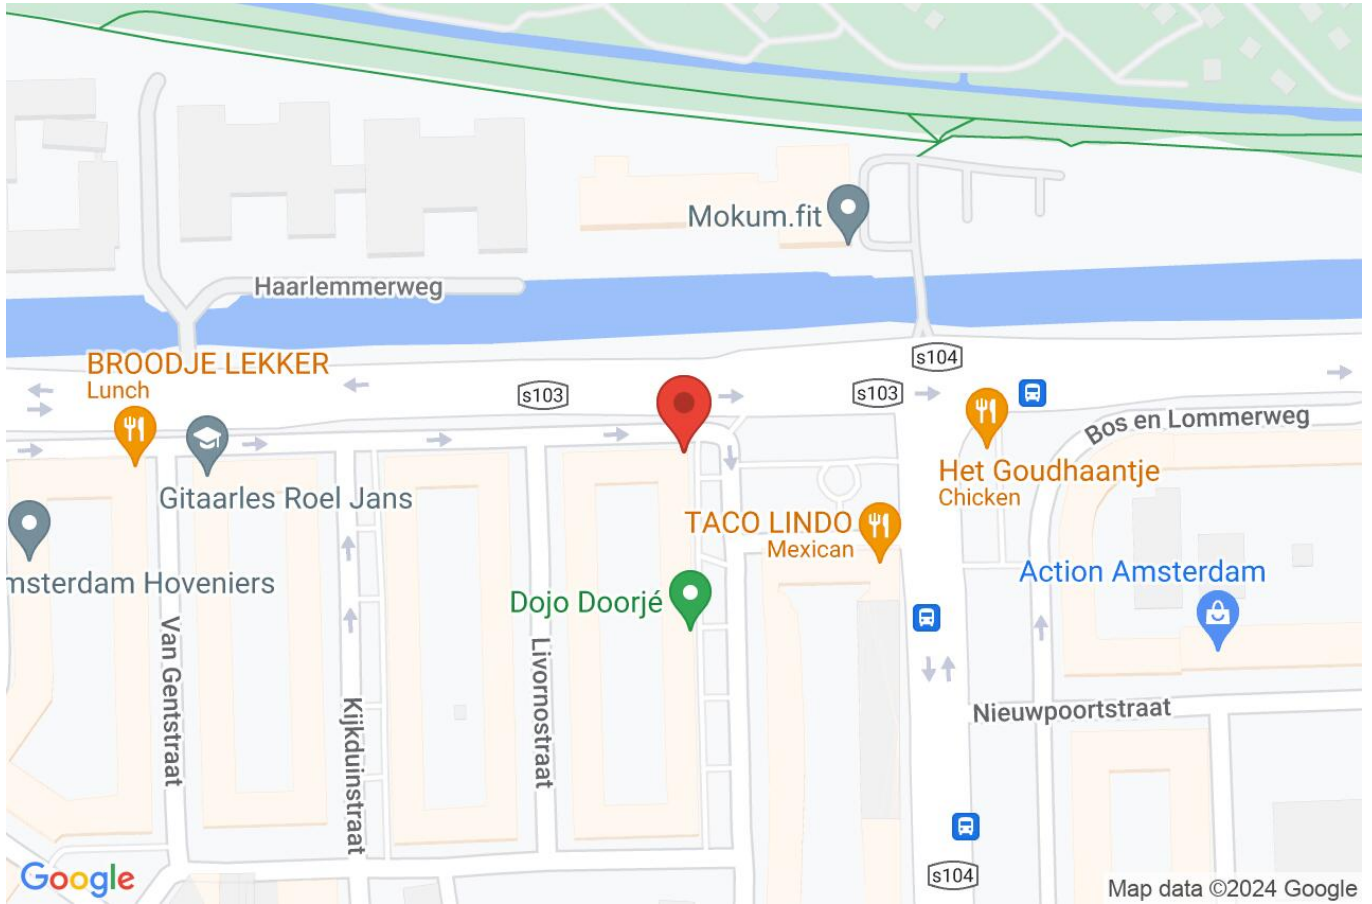 Mokum.fit
Haarlemmerweg
s104
BROODJE LEKKER
Lunch
s103
s103
Bos en Lommerweg
Het Goudhaantje
Chicken
Gitaarles Roel Jans
TACO LINDO
Mexican
msterdam Hoveniers
Action Amsterdam
Dojo Doorjé
Van Gentstraat
Livornostraat
Kijkduinstraat
Nieuwpoortstraat
s104
Google
Map data ©2024 Google